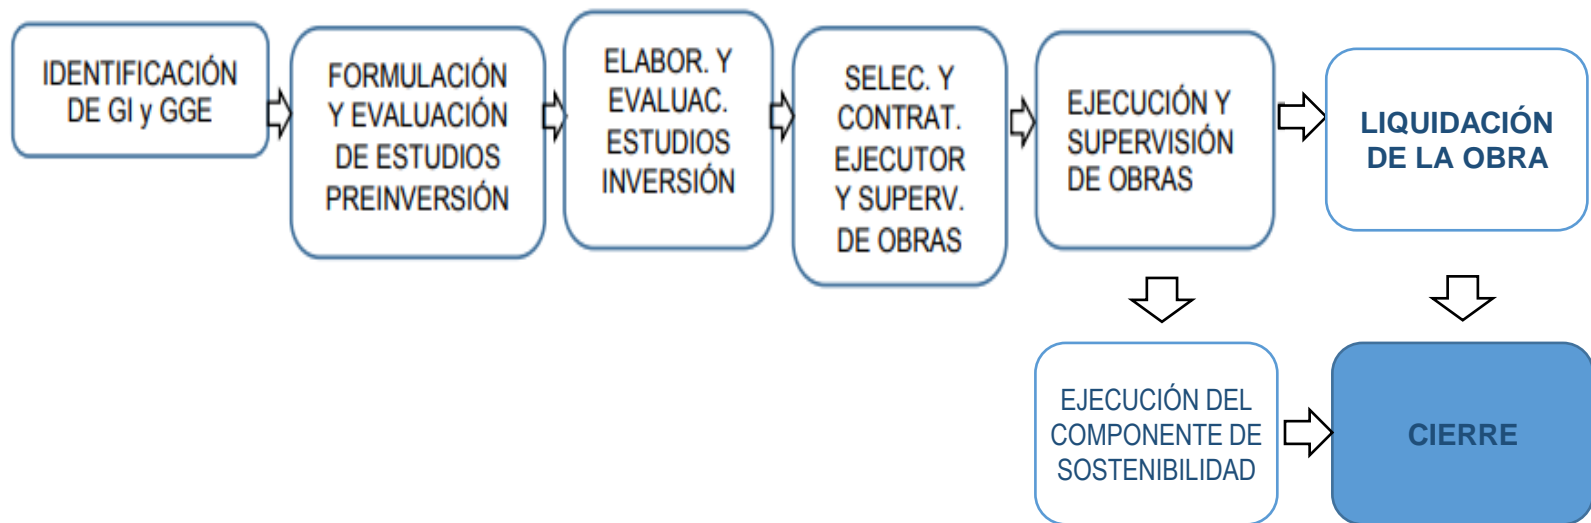 IDENTIFICACIÓN
DE GI y GGE
FORMULACIÓN
Y EVALUACIÓN
DE ESTUDIOS
PREINVERSIÓN
ELABOR. Y
EVALUAC.
ESTUDIOS
INVERSIÓN
SELEC. Y
CONTRAT.
EJECUTOR
Y SUPERV.
DE OBRAS
EJECUCIÓN Y
SUPERVISIÓN
DE OBRAS
LIQUIDACIÓN
DE LA OBRA
EJECUCIÓN DEL
COMPONENTE DE
SOSTENIBILIDAD
CIERRE